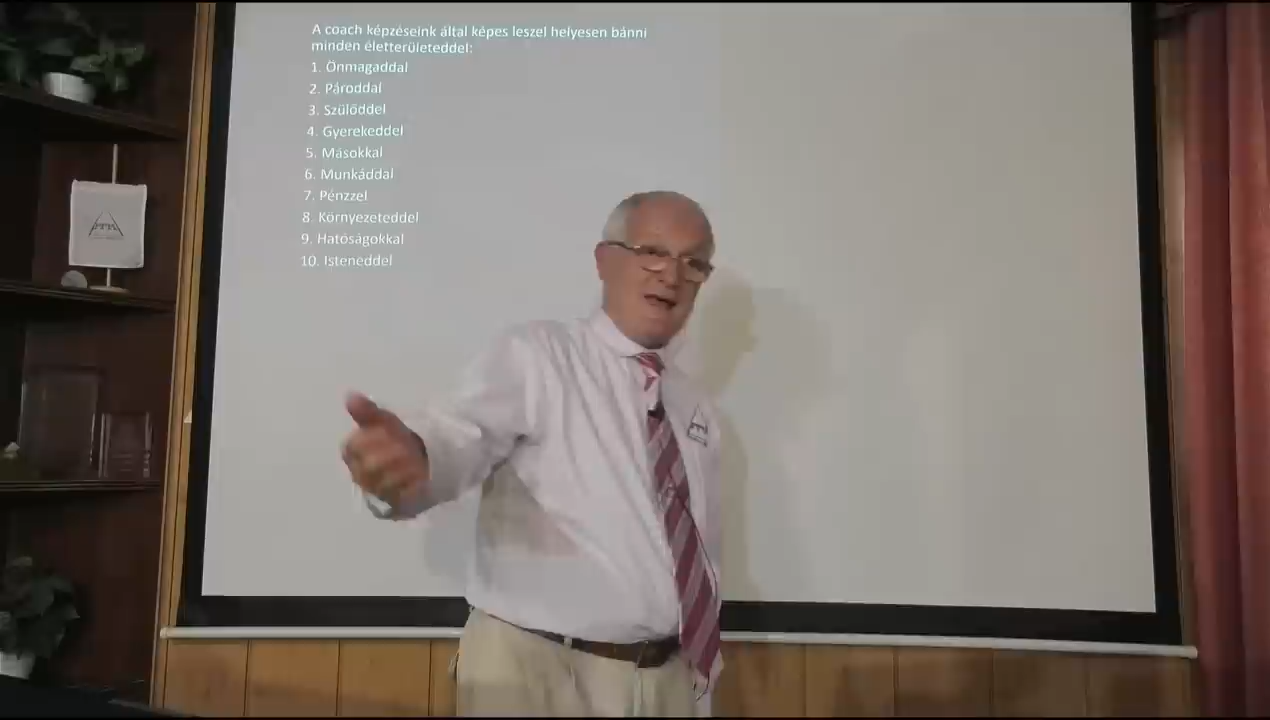 A coach képzéseink által képes leszel helyesen bánni
minden életterületeddel:
1. Önmagaddal
2. Pároddal
3. Szülőddel
4. Gyerekeddel
5. Másokkal
6. Munkáddal
7. Pénzzel
8. Környezeteddel
9. Hatóságokkal
10. Isteneddel